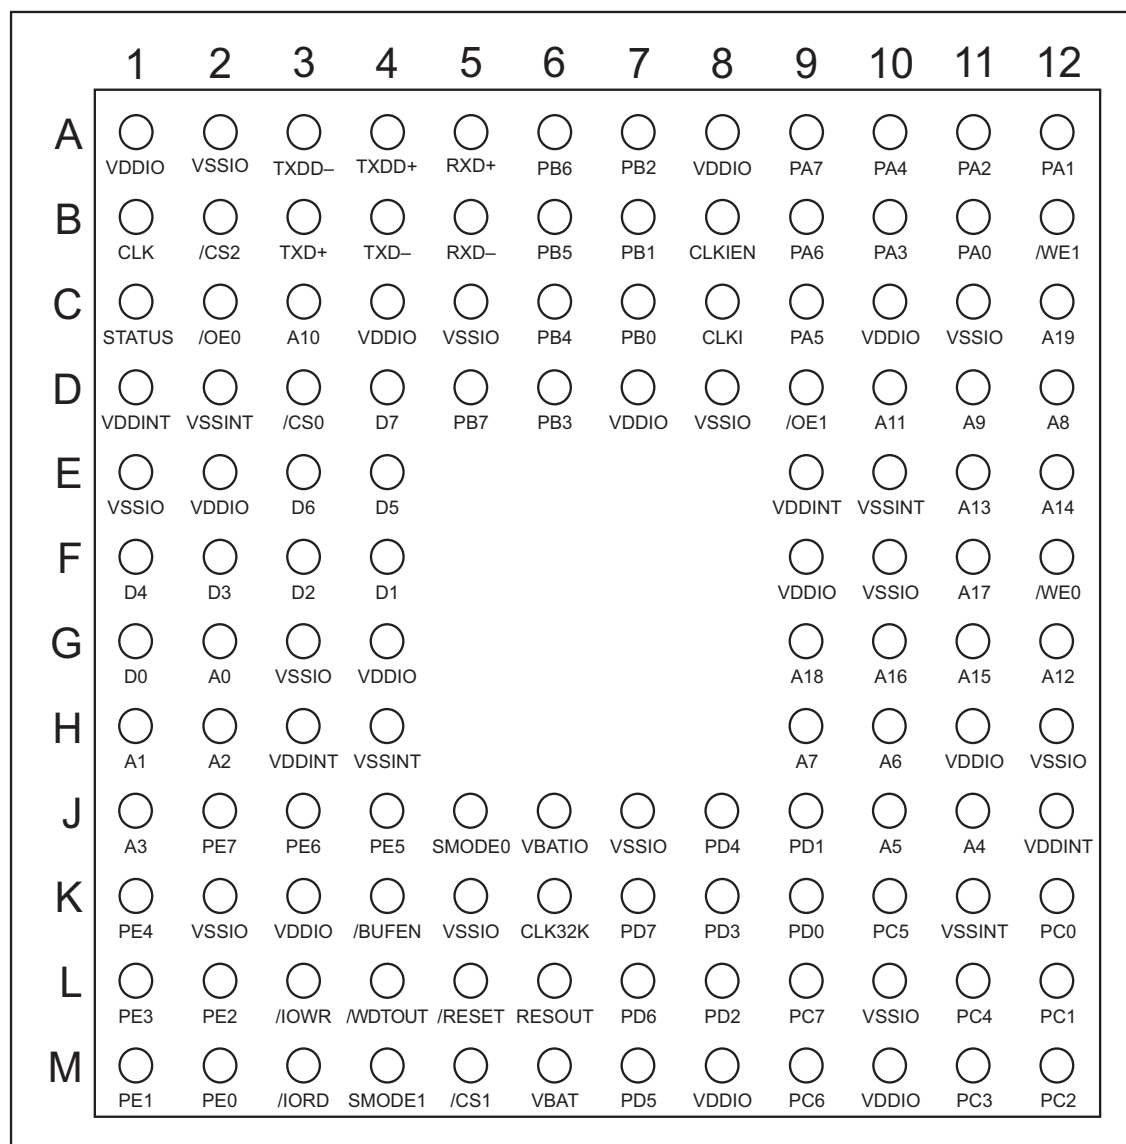 1 2 3 4 5 6 7 8 9 10 11 12
A
VDDIO VSSIO TXDD– TXDD+ RXD+ PB6 PB2 VDDIO PA7 PA4 PA2 PA1
B
CLK /CS2 TXD+ TXD– RXD– PB5 PB1 CLKIEN PA6 PA3 PA0 /WE1
C
STATUS /OE0 A10 VDDIO VSSIO PB4 PB0 CLKI PA5 VDDIO VSSIO A19
D
VDDINT VSSINT /CS0 D7 PB7 PB3 VDDIO VSSIO /OE1 A11 A9 A8
E
VSSIO VDDIO D6 D5 VDDINT VSSINT A13 A14
F
D4 D3 D2 D1 VDDIO VSSIO A17 /WE0
G
D0 A0 VSSIO VDDIO A18 A16 A15 A12
H
A1 A2 VDDINT VSSINT A7 A6 VDDIO VSSIO
J
A3 PE7 PE6 PE5 SMODE0 VBATIO VSSIO PD4 PD1 A5 A4 VDDINT
K
PE4 VSSIO VDDIO /BUFEN VSSIO CLK32K PD7 PD3 PD0 PC5 VSSINT PC0
L
PE3 PE2 /IOWR /WDTOUT /RESET RESOUT PD6 PD2 PC7 VSSIO PC4 PC1
M
PE1 PE0 /IORD SMODE1 /CS1 VBAT PD5 VDDIO PC6 VDDIO PC3 PC2